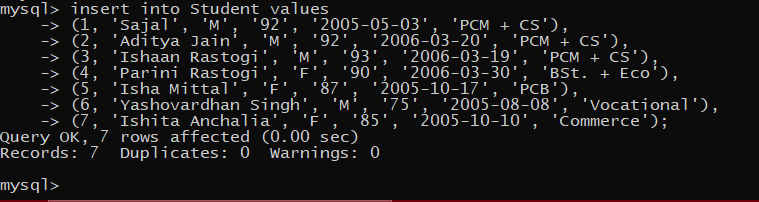 mysql> insert into Student values
    -> (1, 'Sajal', 'M', '92', '2005-05-03', 'PCM + CS'),
    -> (2, 'Aditya Jain', 'M', '92', '2006-03-20', 'PCM + CS'),
    -> (3, 'Ishaan Rastogi', 'M', '93', '2006-03-19', 'PCM + CS'),
    -> (4, 'Parini Rastogi', 'F', '90', '2006-03-30', 'BSt. + Eco'),
    -> (5, 'Isha Mittal', 'F', '87', '2005-10-17', 'PCB'),
    -> (6, 'Yashovardhan Singh', 'M', '75', '2005-08-08', 'Vocational'),
    -> (7, 'Ishita Anchalia', 'F', '85', '2005-10-10', 'Commerce');
Query OK, 7 rows affected (0.00 sec)
Records: 7  Duplicates: 0  Warnings: 0
mysql>